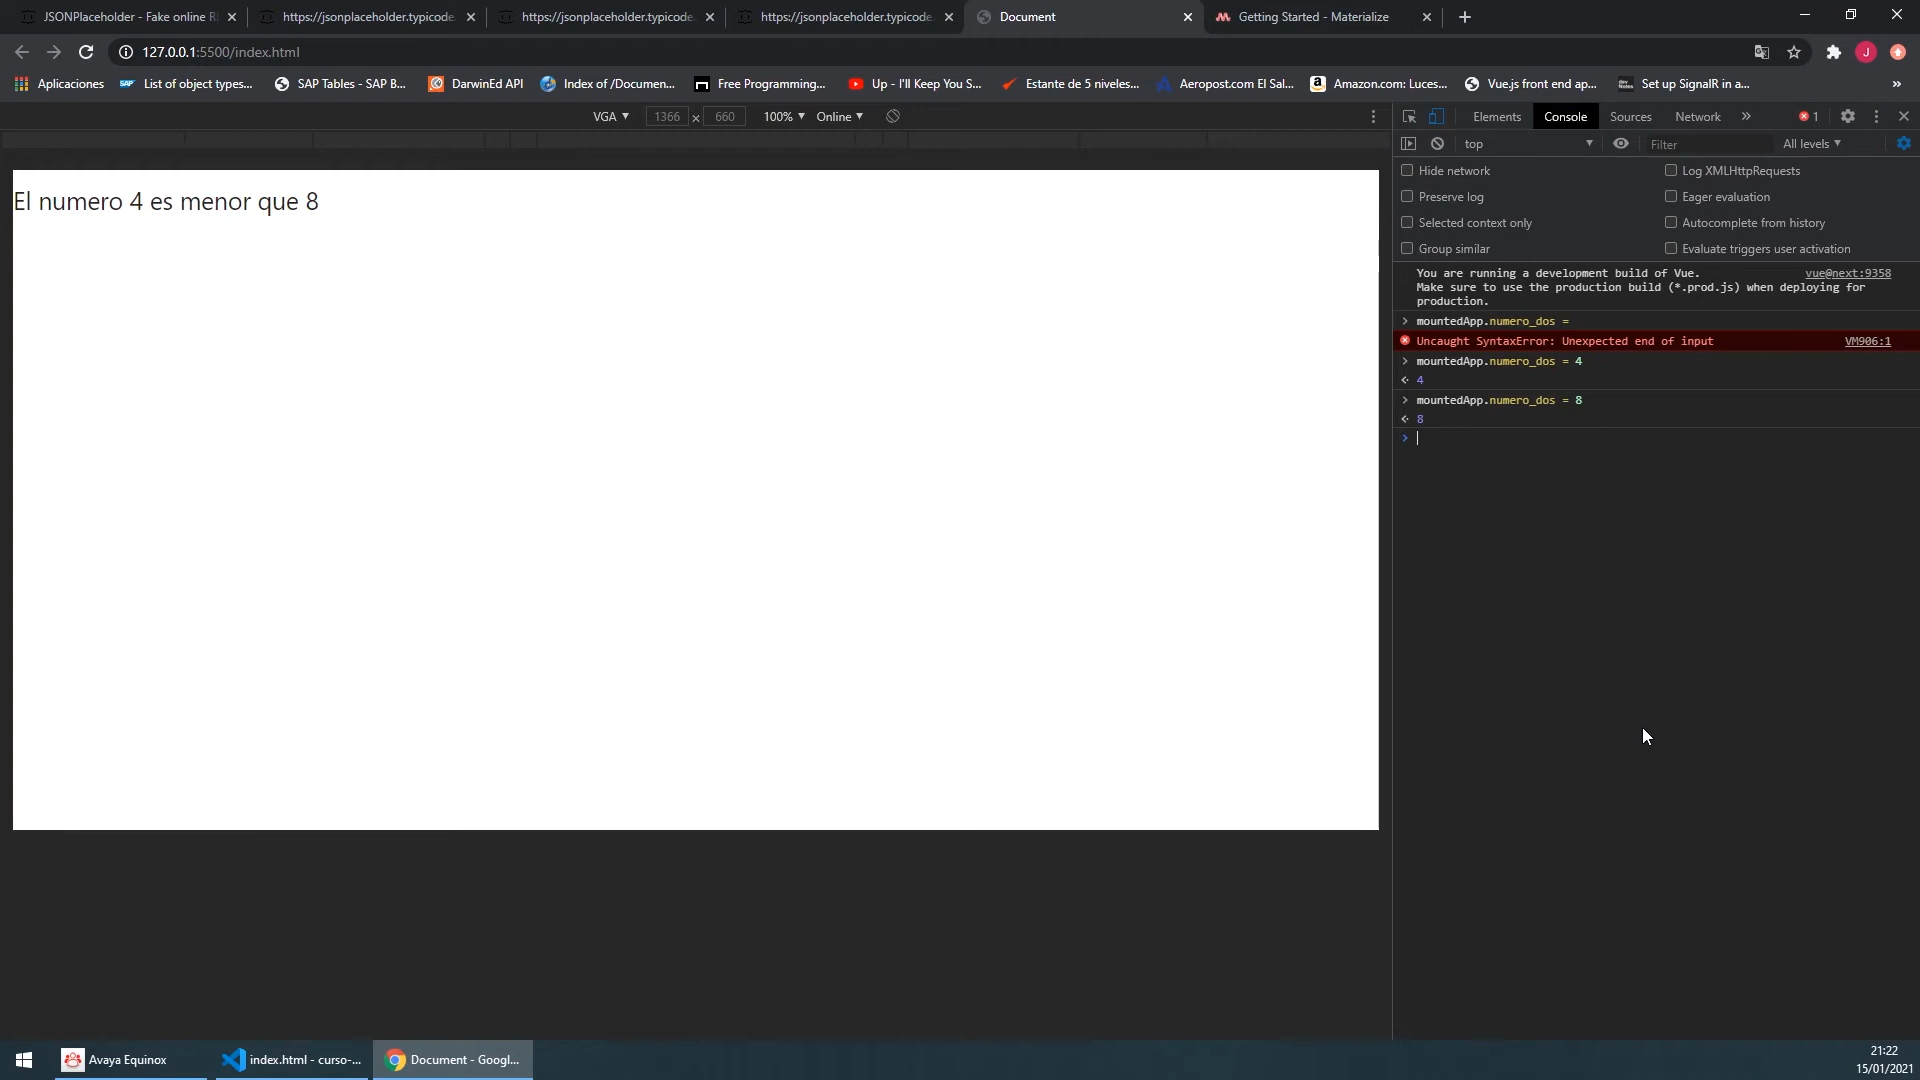 JSONPlaceholder - Fake online R
https://jsonplaceholder.typicode.
https://jsonplaceholder.typicode.
https://jsonplaceholder.typicode.
Document
Getting Started - Materialize
127.0.0.1:5500/index.html
J
Aplicaciones
SAP
List of object types...
SAP Tables - SAP B...
DarwinEd API
Index of /Documen...
Free Programming...
Up - I'll Keep You S...
Estante de 5 niveles...
Aeropost.com El Sal...
Amazon.com: Luces...
Vue.js front end ap...
Set up SignalR in a...
»
VGA
1366 x 660
100%
Online
Elements
Console
Sources
Network
»
1
top
Filter
All levels
Hide network
Log XMLHttpRequests
Preserve log
Eager evaluation
Selected context only
Autocomplete from history
Group similar
Evaluate triggers user activation
El numero 4 es menor que 8
You are running a development build of Vue. vue@next:9358
Make sure to use the production build (*.prod.js) when deploying for
production.
> mountedApp.numero_dos =
Uncaught SyntaxError: Unexpected end of input VM906:1
> mountedApp.numero_dos = 4
4
> mountedApp.numero_dos = 8
8
>
Avaya Equinox
index.html - curso-...
Document - Googl...
21:22
15/01/2021